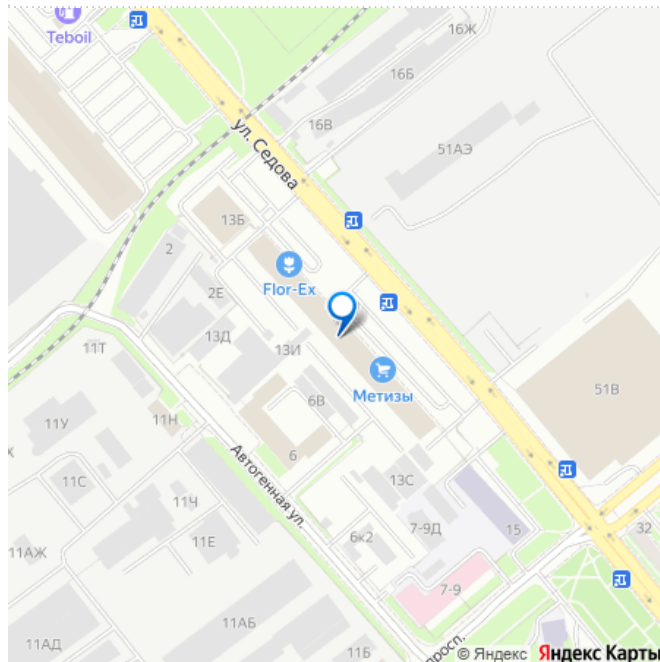 Teboil
16Ж
16Б
16В
ул. Седова
51АЭ
13Б
2
Flor-Ex
2Е
13Д
13И
11Т
Метизы
51В
6В
11Н
11У
6
Автогенная ул.
11С
13С
11Ч
6к2
7-9Д
15
32
11Е
11АЖ
7-9
11АБ
11АД
11Б
просп.
© Яндекс Яндекс Карты